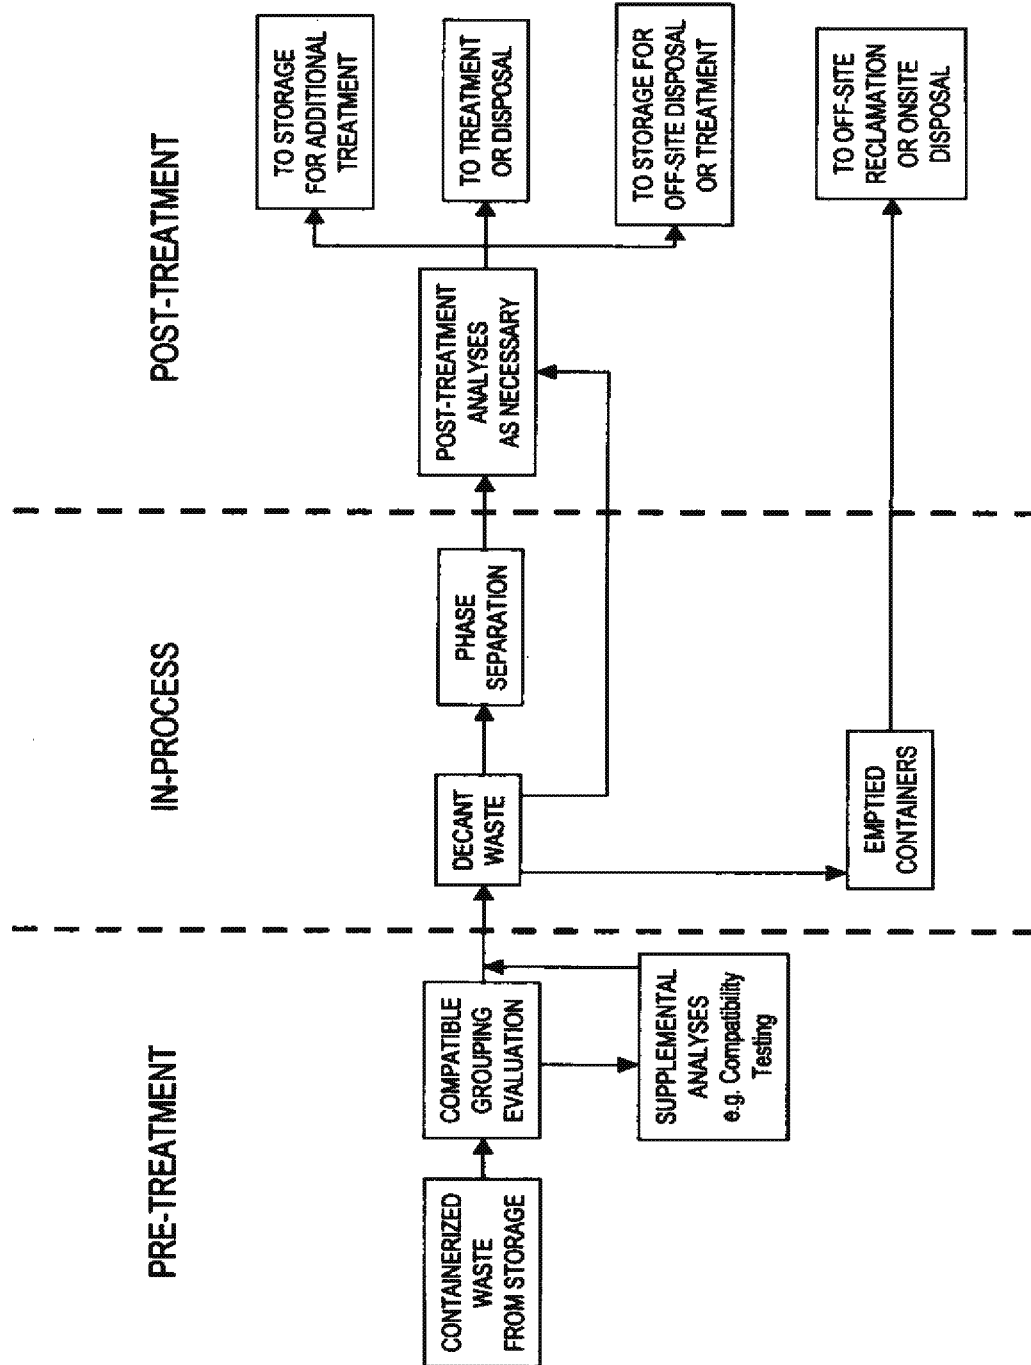 PRE-TREATMENT
IN-PROCESS
POST-TREATMENT
CONTAINERIZED
WASTE
FROM STORAGE
COMPATIBLE
GROUPING
EVALUATION
SUPPLEMENTAL
ANALYSES
e.g. Compatibility
Testing
DECANT
WASTE
PHASE
SEPARATION
EMPTIED
CONTAINERS
POST-TREATMENT
ANALYSES
AS NECESSARY
TO STORAGE
FOR ADDITIONAL
TREATMENT
TO TREATMENT
OR DISPOSAL
TO STORAGE FOR
OFF-SITE DISPOSAL
OR TREATMENT
TO OFF-SITE
RECLAMATION
OR ONSITE
DISPOSAL